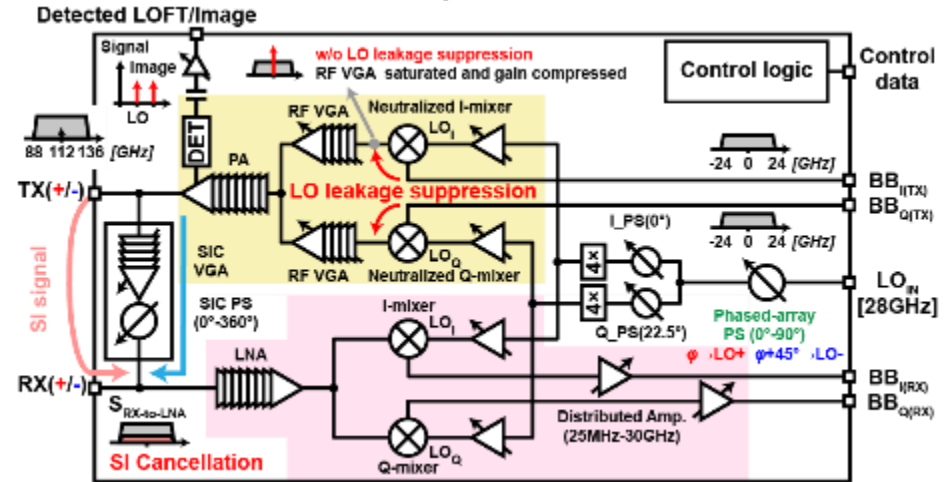 Detected LOFT/Image
Signal
Image
LO
w/o LO leakage suppression
RF VGA saturated and gain compressed
Control logic
Control
data
88 112 136 [GHz]
DET
PA
RF VGA
Neutralized I-mixer
LOI
LO leakage suppression
-24 0 24 [GHz]
BBI(TX)
BBQ(TX)
TX(+/-)
SI signal
SIC
VGA
RF VGA
LOQ
Neutralized Q-mixer
I_PS(0°)
4×
4×
Q_PS(22.5°)
-24 0 24 [GHz]
LOIN
[28GHz]
Phased-array
PS (0°-90°)
φ →LO+ φ+45° →LO-
SIC PS
(0°-360°)
I-mixer
LOI
LNA
RX(+/-)
SRX-to-LNA
SI Cancellation
LOQ
Q-mixer
Distributed Amp.
(25MHz-30GHz)
BBI(RX)
BBQ(RX)